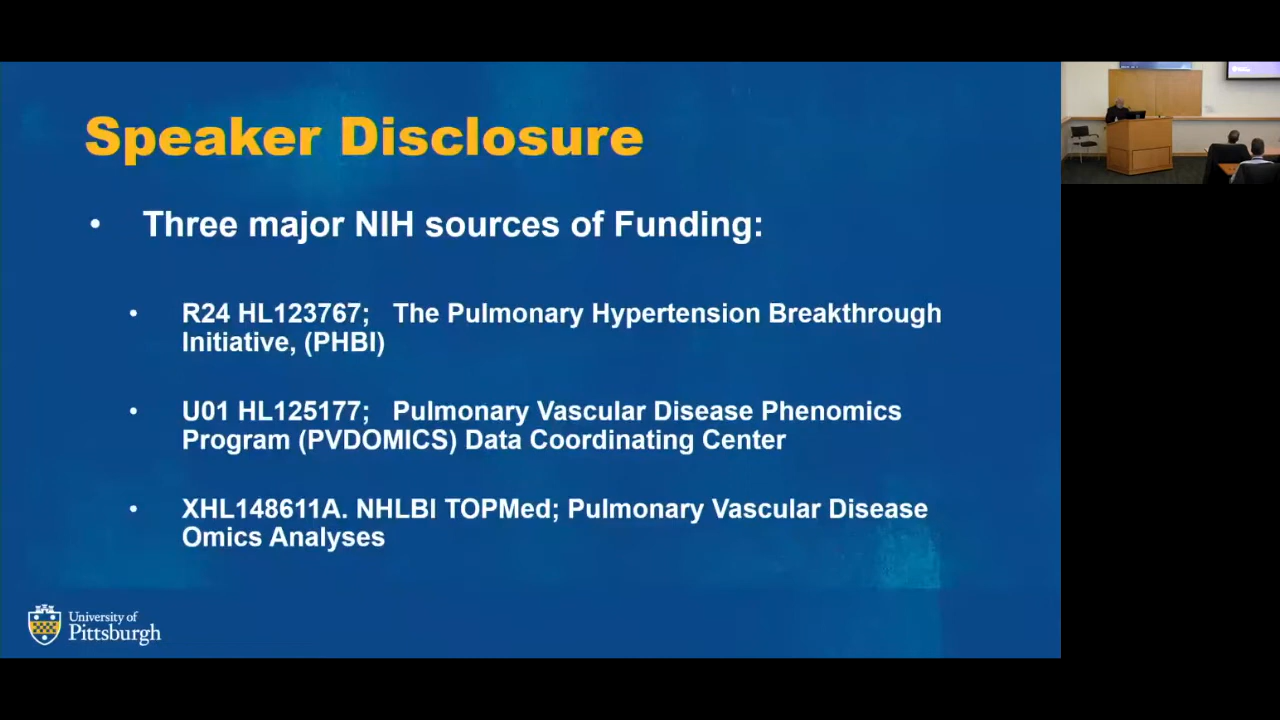 Speaker Disclosure
• Three major NIH sources of Funding:
• R24 HL123767; The Pulmonary Hypertension Breakthrough
Initiative, (PHBI)
• U01 HL125177; Pulmonary Vascular Disease Phenomics
Program (PVDOMICS) Data Coordinating Center
• XHL148611A. NHLBI TOPMed; Pulmonary Vascular Disease
Omics Analyses
University of
Pittsburgh